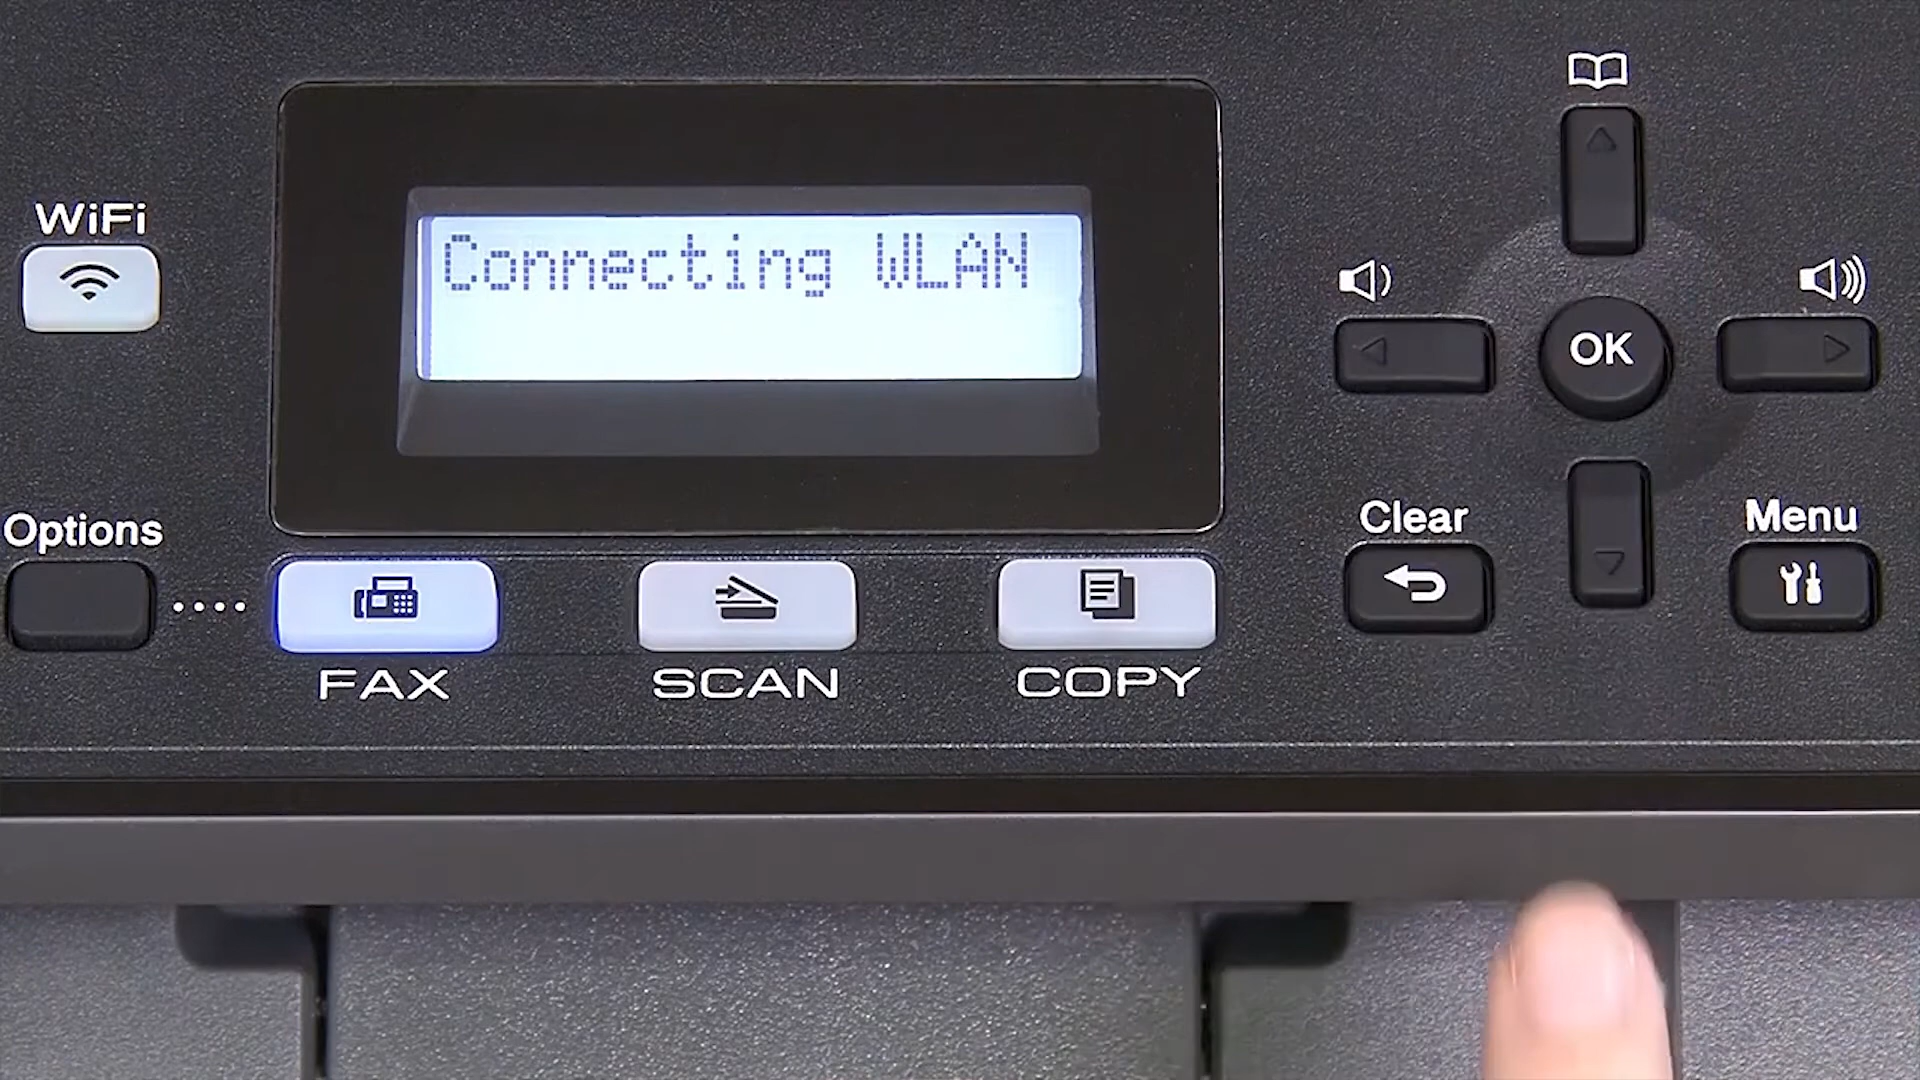 WiFi
Connecting WLAN
OK
Options
Clear
Menu
FAX
SCAN
COPY